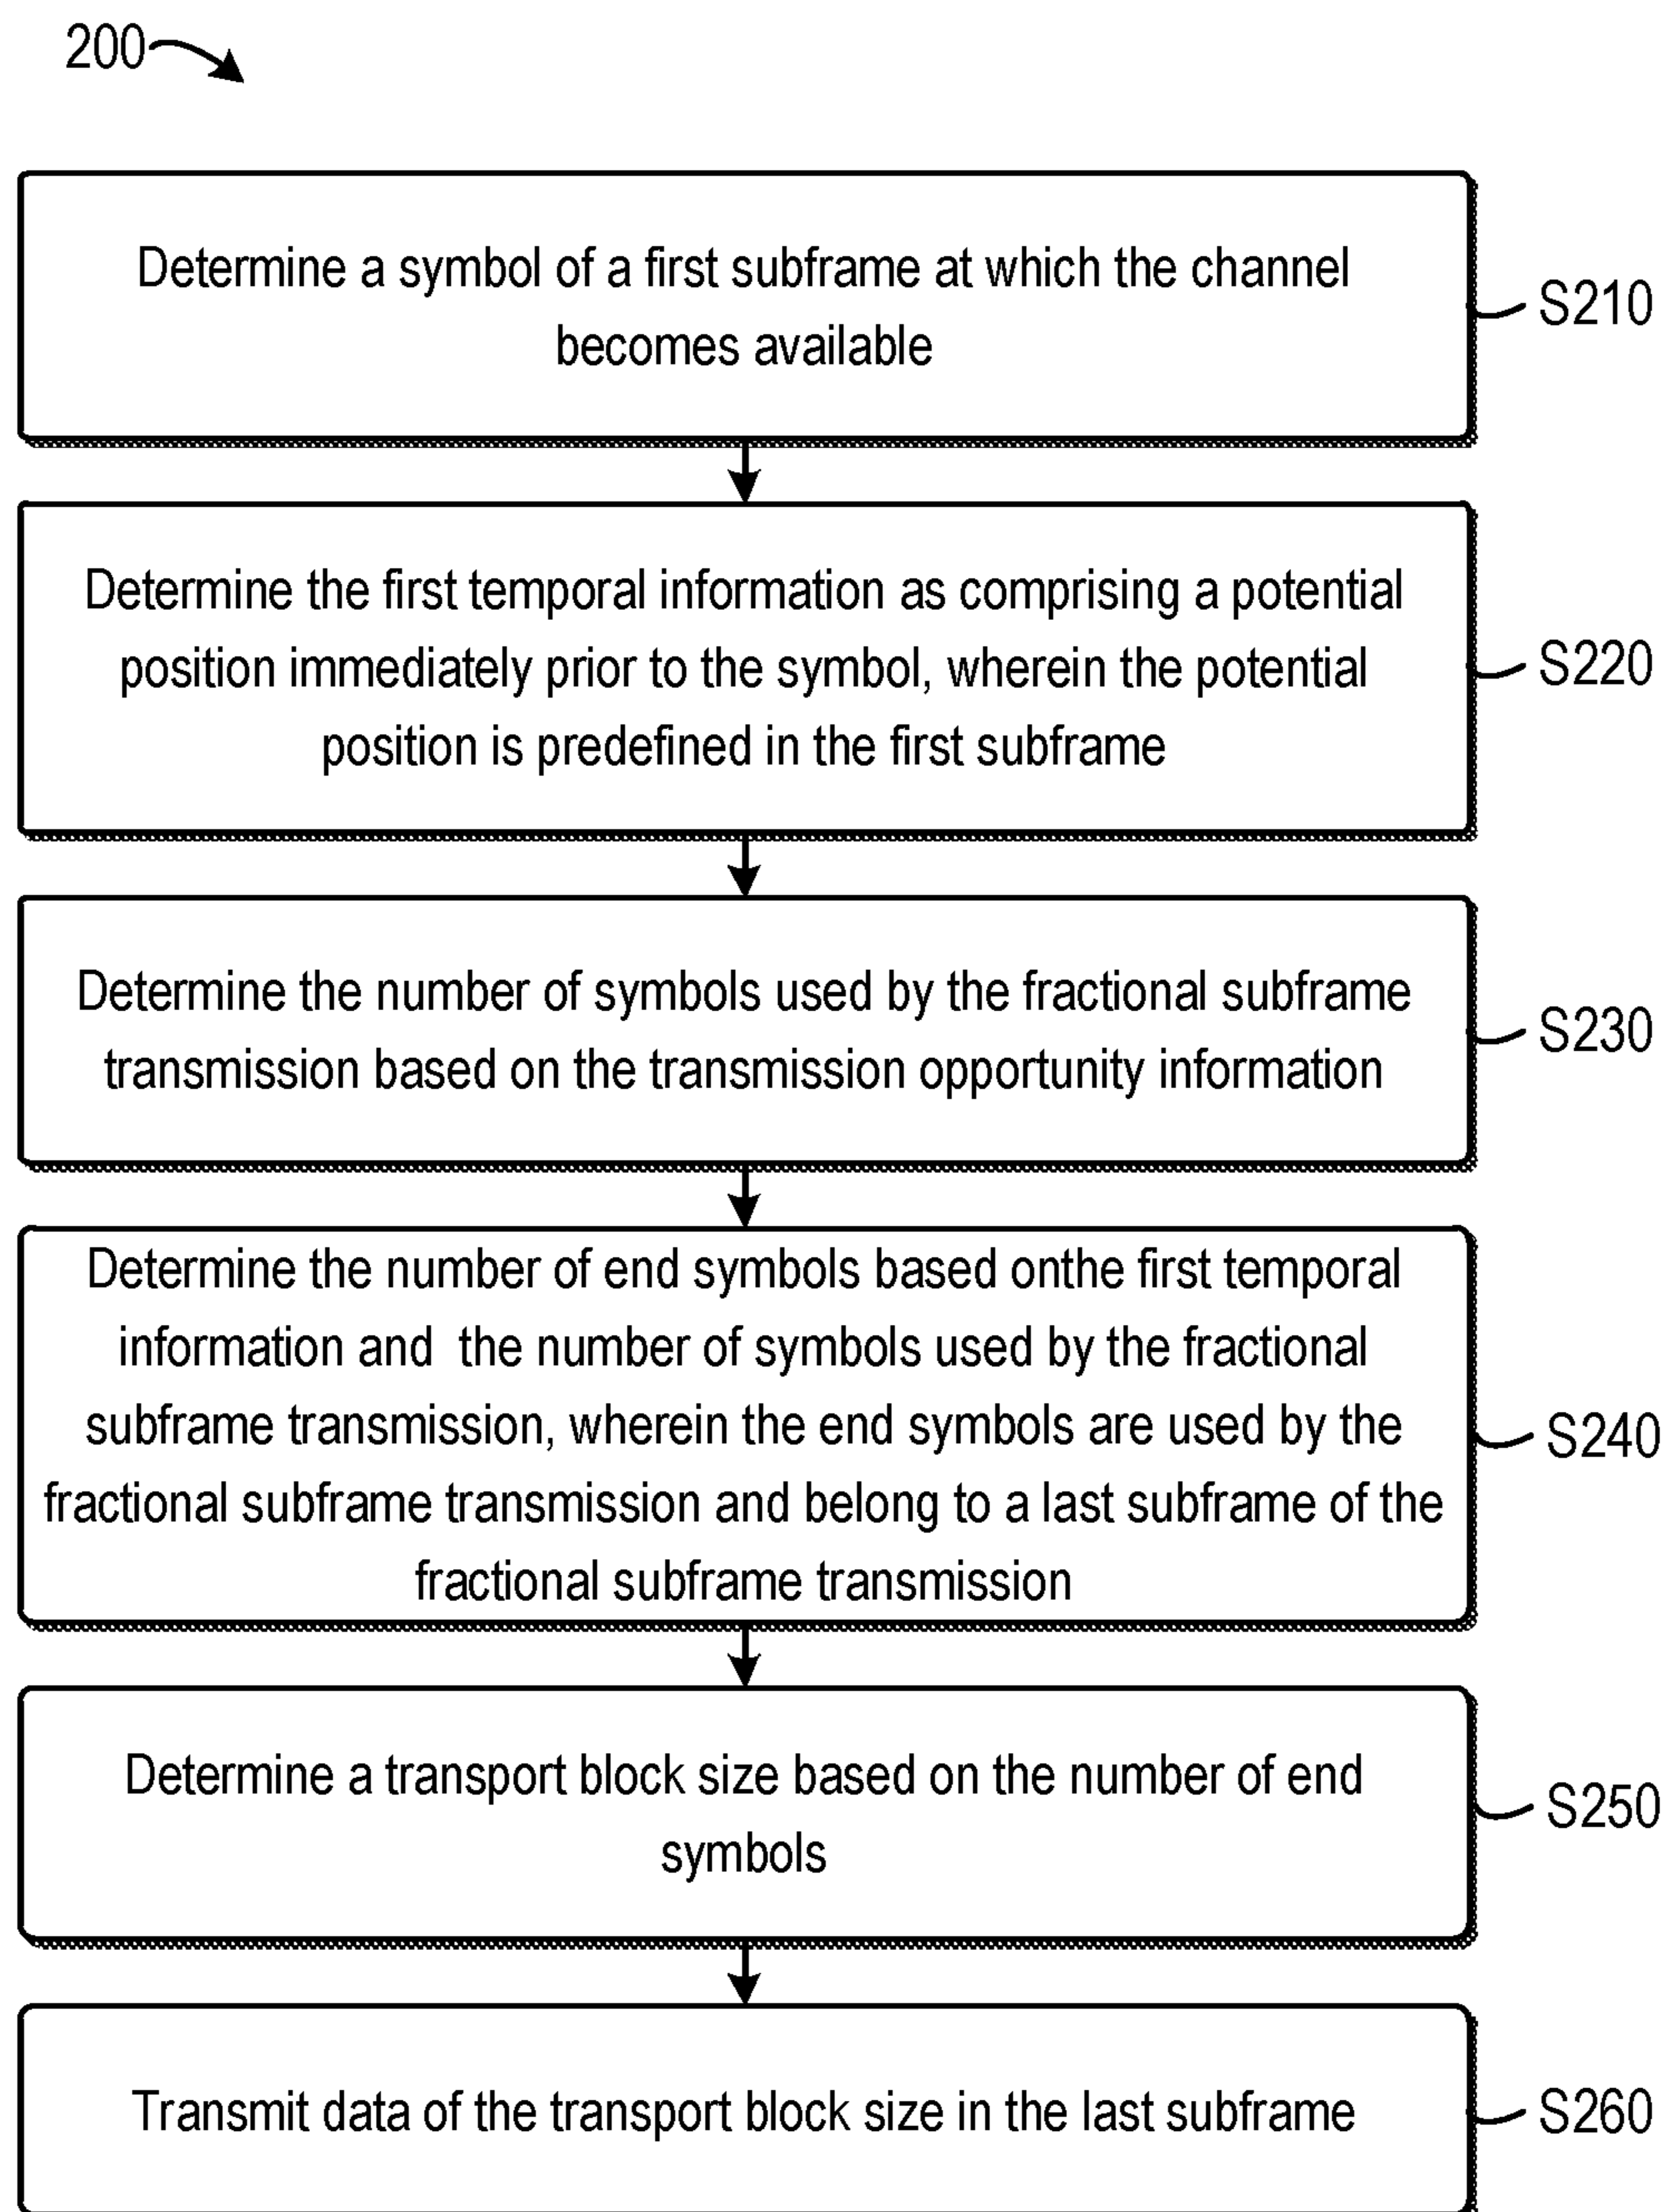 200
Determine a symbol of a first subframe at which the channel
becomes available
S210
Determine the first temporal information as comprising a potential
position immediately prior to the symbol, wherein the potential
position is predefined in the first subframe
S220
Determine the number of symbols used by the fractional subframe
transmission based on the transmission opportunity information
S230
Determine the number of end symbols based onthe first temporal
information and the number of symbols used by the fractional
subframe transmission, wherein the end symbols are used by the
fractional subframe transmission and belong to a last subframe of the
fractional subframe transmission
S240
Determine a transport block size based on the number of end
symbols
S250
Transmit data of the transport block size in the last subframe
S260